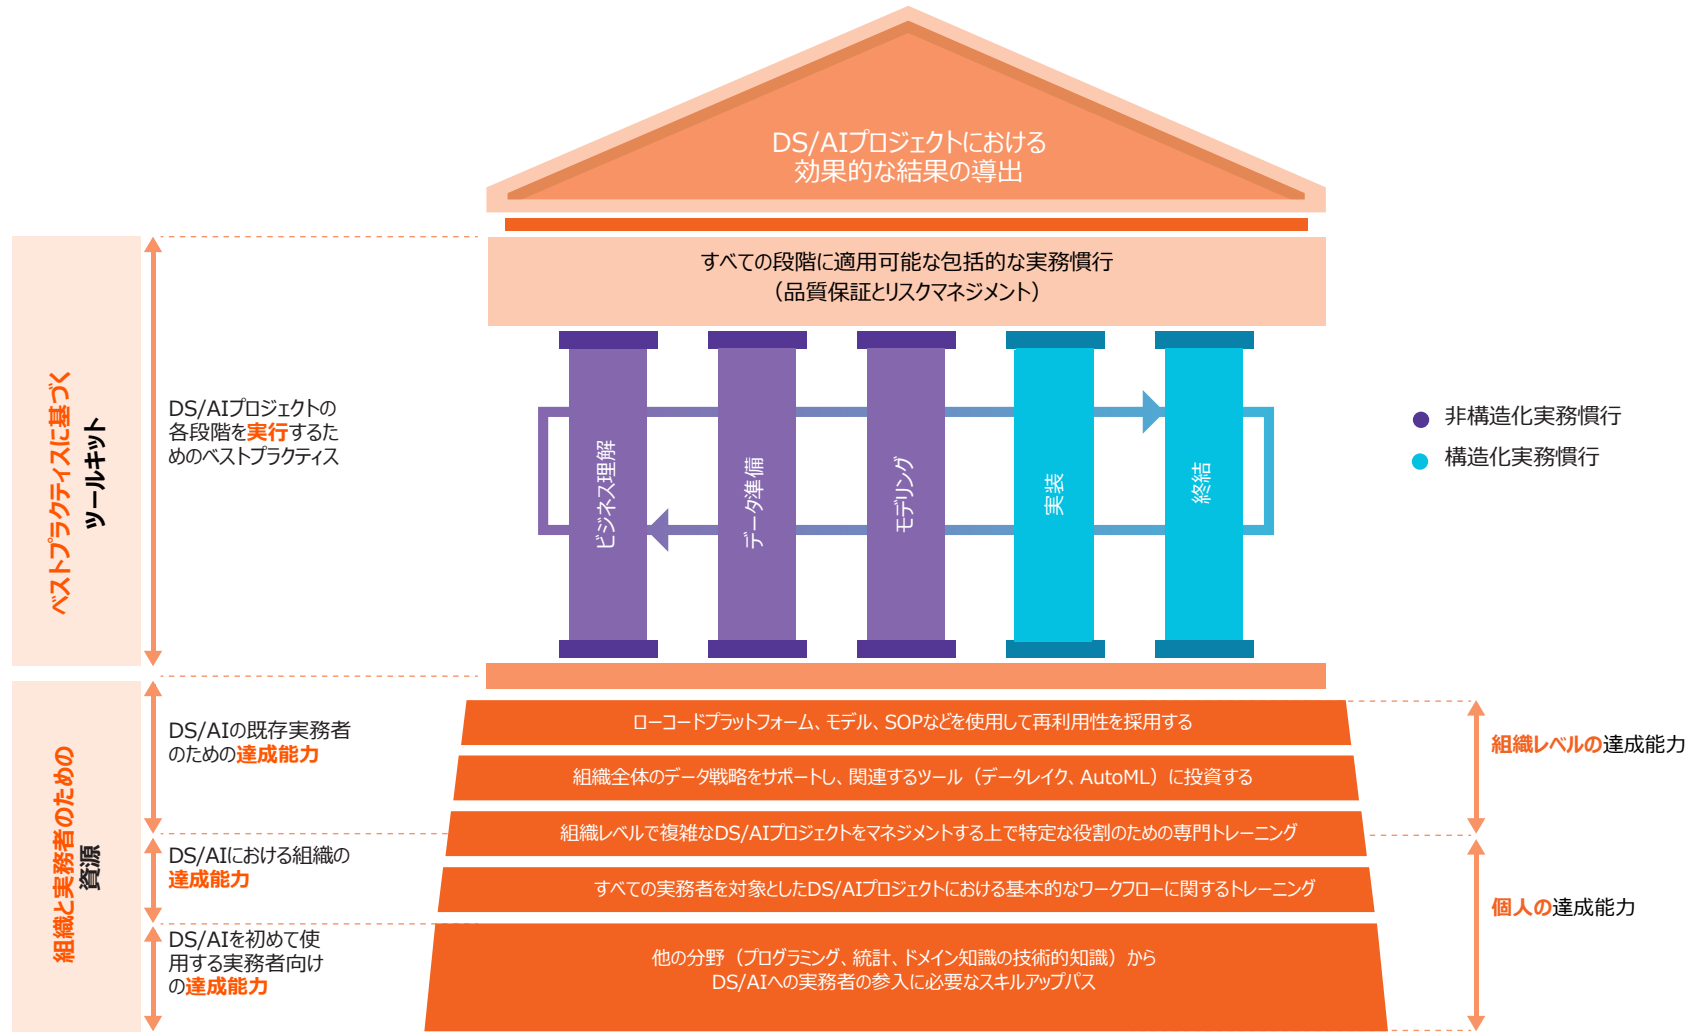 DS/AIプロジェクトにおける
効果的な結果の導出
すべての段階に適用可能な包括的な実務慣行
（品質保証とリスクマネジメント）
ベストプラクティスに基づく
ツールキット
DS/AIプロジェクトの
各段階を実行するた
めのベストプラクティス
ビジネス理解
データ準備
モデリング
実装
終結
非構造化実務慣行
構造化実務慣行
組織と実務者のための
資源
DS/AIの既存実務者
のための達成能力
DS/AIにおける組織の
達成能力
DS/AIを初めて使
用する実務者向け
の達成能力
ローコードプラットフォーム、モデル、SOPなどを使用して再利用性を採用する
組織全体のデータ戦略をサポートし、関連するツール（データレイク、AutoML）に投資する
組織レベルで複雑なDS/AIプロジェクトをマネジメントする上で特定な役割のための専門トレーニング
すべての実務者を対象としたDS/AIプロジェクトにおける基本的なワークフローに関するトレーニング
他の分野（プログラミング、統計、ドメイン知識の技術的知識）から
DS/AIへの実務者の参入に必要なスキルアップパス
組織レベルの達成能力
個人の達成能力